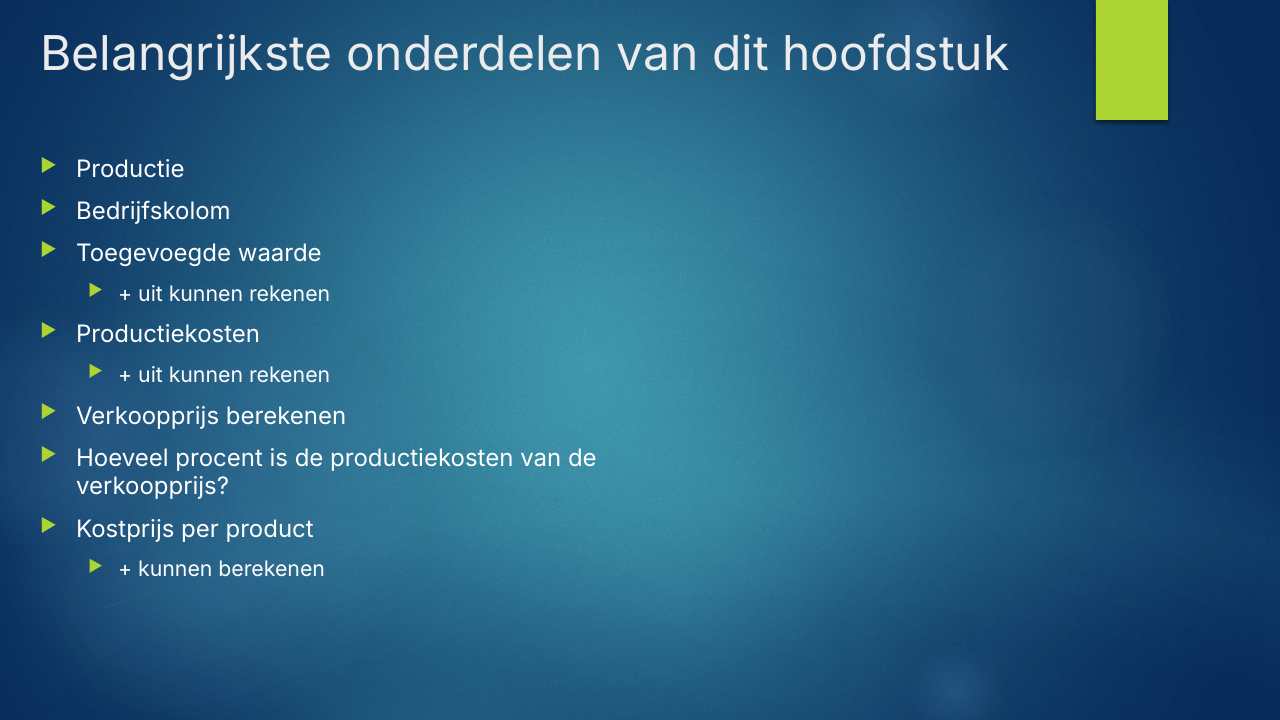 Belangrijkste onderdelen van dit hoofdstuk
Productie
Bedrijfskolom
Toegevoegde waarde
+ uit kunnen rekenen
Productiekosten
+ uit kunnen rekenen
Verkoopprijs berekenen
Hoeveel procent is de productiekosten van de
verkoopprijs?
Kostprijs per product
+ kunnen berekenen